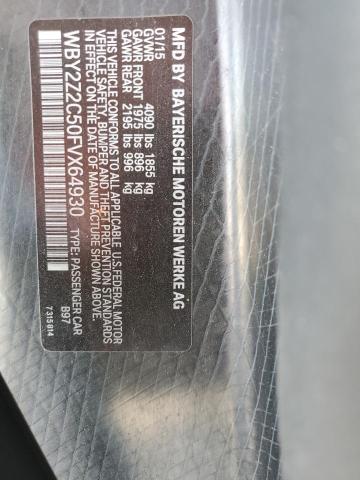 MFD BY BAYERISCHE MOTOREN WERKE AG
01/15
GVWR 4090 lbs 1855 kg
GAWR FRONT 1975 lbs 896 kg
GAWR REAR 2195 lbs 996 kg
THIS VEHICLE CONFORMS TO ALL APPLICABLE U.S. FEDERAL MOTOR
VEHICLE SAFETY, BUMPER AND THEFT PREVENTION STANDARDS
IN EFFECT ON THE DATE OF MANUFACTURE SHOWN ABOVE.
WBY2Z2C50FVX64930 TYPE: PASSENGER CAR
B97
7315814